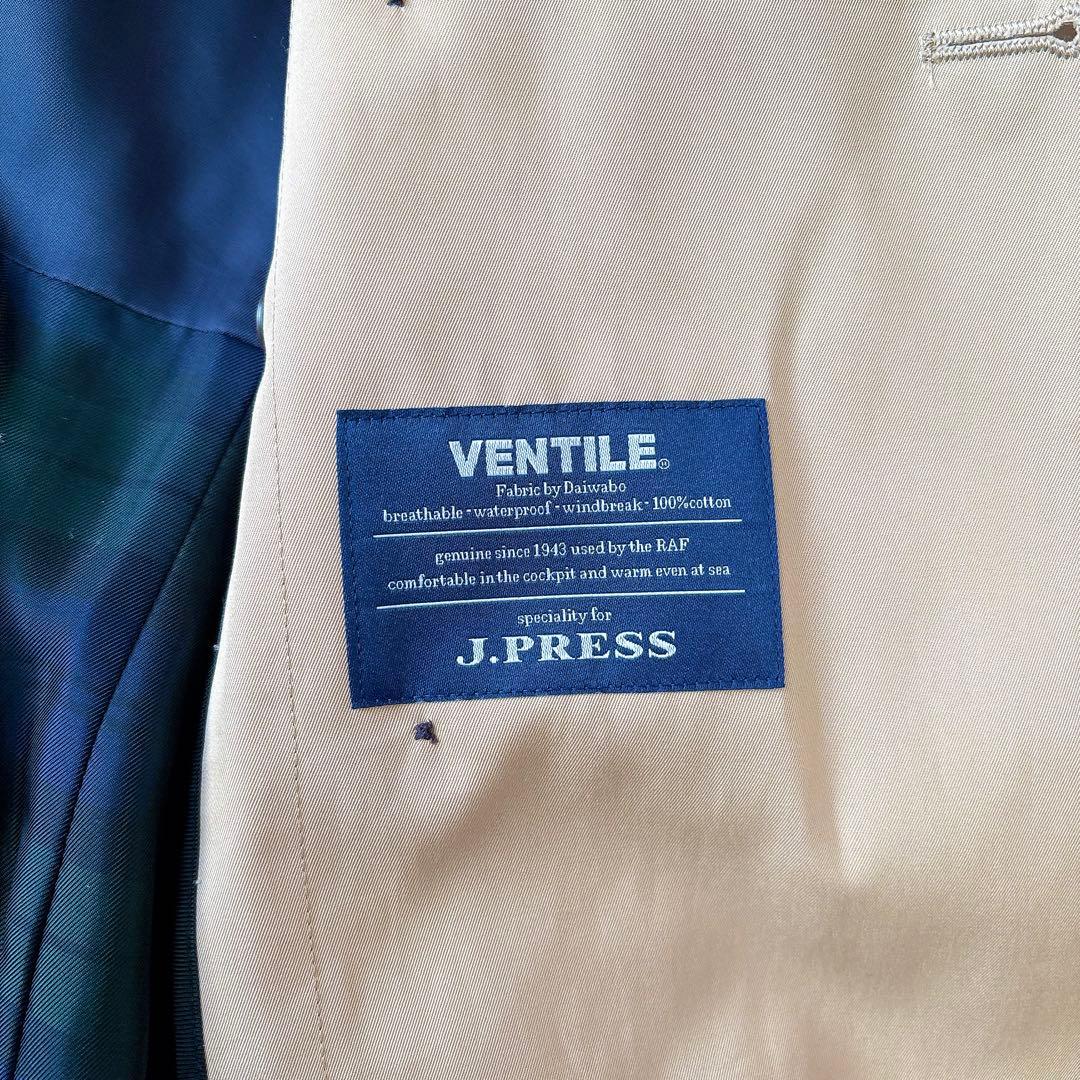 VENTILE®
Fabric by Daiwabo
breathable - waterproof - windbreak - 100%cotton
genuine since 1943 used by the RAF
comfortable in the cockpit and warm even at sea
speciality for
J.PRESS